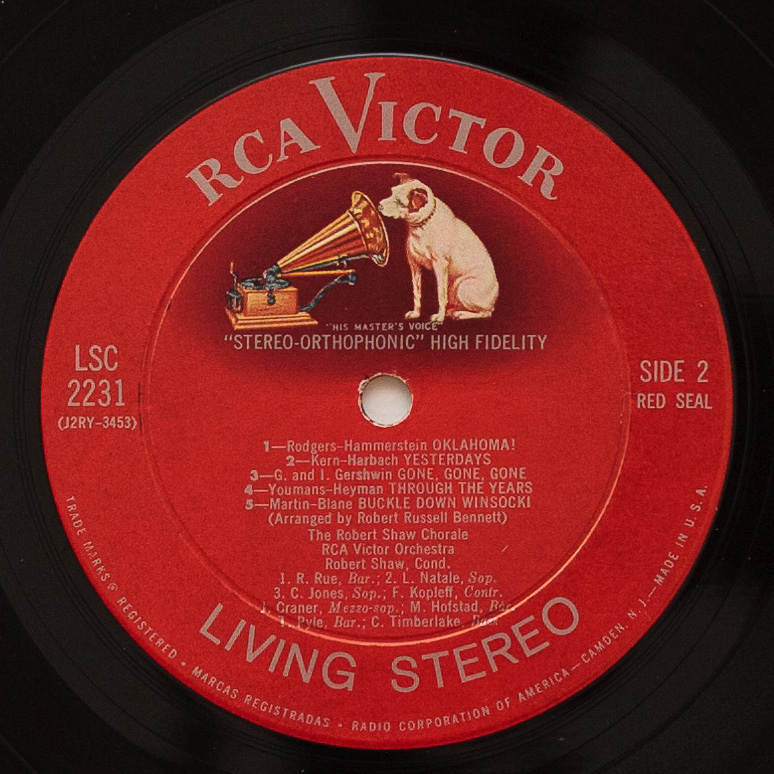 RCA VICTOR
"HIS MASTER'S VOICE"
"STEREO-ORTHOPHONIC" HIGH FIDELITY
LSC
2231
(J2RY-3453)
SIDE 2
RED SEAL
1—Rodgers-Hammerstein OKLAHOMA!
2—Kern-Harbach YESTERDAYS
3—G. and I. Gershwin GONE, GONE, GONE
4—Youmans-Heyman THROUGH THE YEARS
5—Martin-Blane BUCKLE DOWN WINSOCKI
(Arranged by Robert Russell Bennett)
The Robert Shaw Chorale
RCA Victor Orchestra
Robert Shaw, Cond.
1. R. Rue, Bar.; 2. L. Natale, Sop.
3. C. Jones, Sop.; F. Kopleff, Contr.
J. Craner, Mezzo-sop.; M. Hofstad,
Pyle, Bar.; C. Timberlake,
LIVING STEREO
TRADE MARKS ® REGISTERED • MARCAS REGISTRADAS • RADIO CORPORATION OF AMERICA—CAMDEN, N. J.—MADE IN U.S.A.